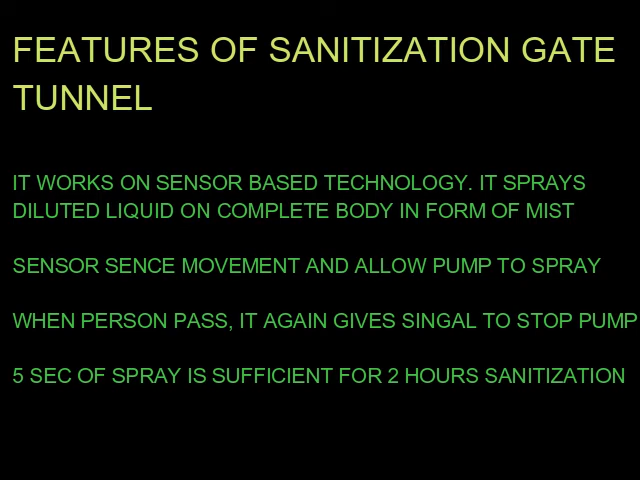 FEATURES OF SANITIZATION GATE
TUNNEL
IT WORKS ON SENSOR BASED TECHNOLOGY. IT SPRAYS
DILUTED LIQUID ON COMPLETE BODY IN FORM OF MIST
SENSOR SENCE MOVEMENT AND ALLOW PUMP TO SPRAY
WHEN PERSON PASS, IT AGAIN GIVES SINGAL TO STOP PUMP
5 SEC OF SPRAY IS SUFFICIENT FOR 2 HOURS SANITIZATION